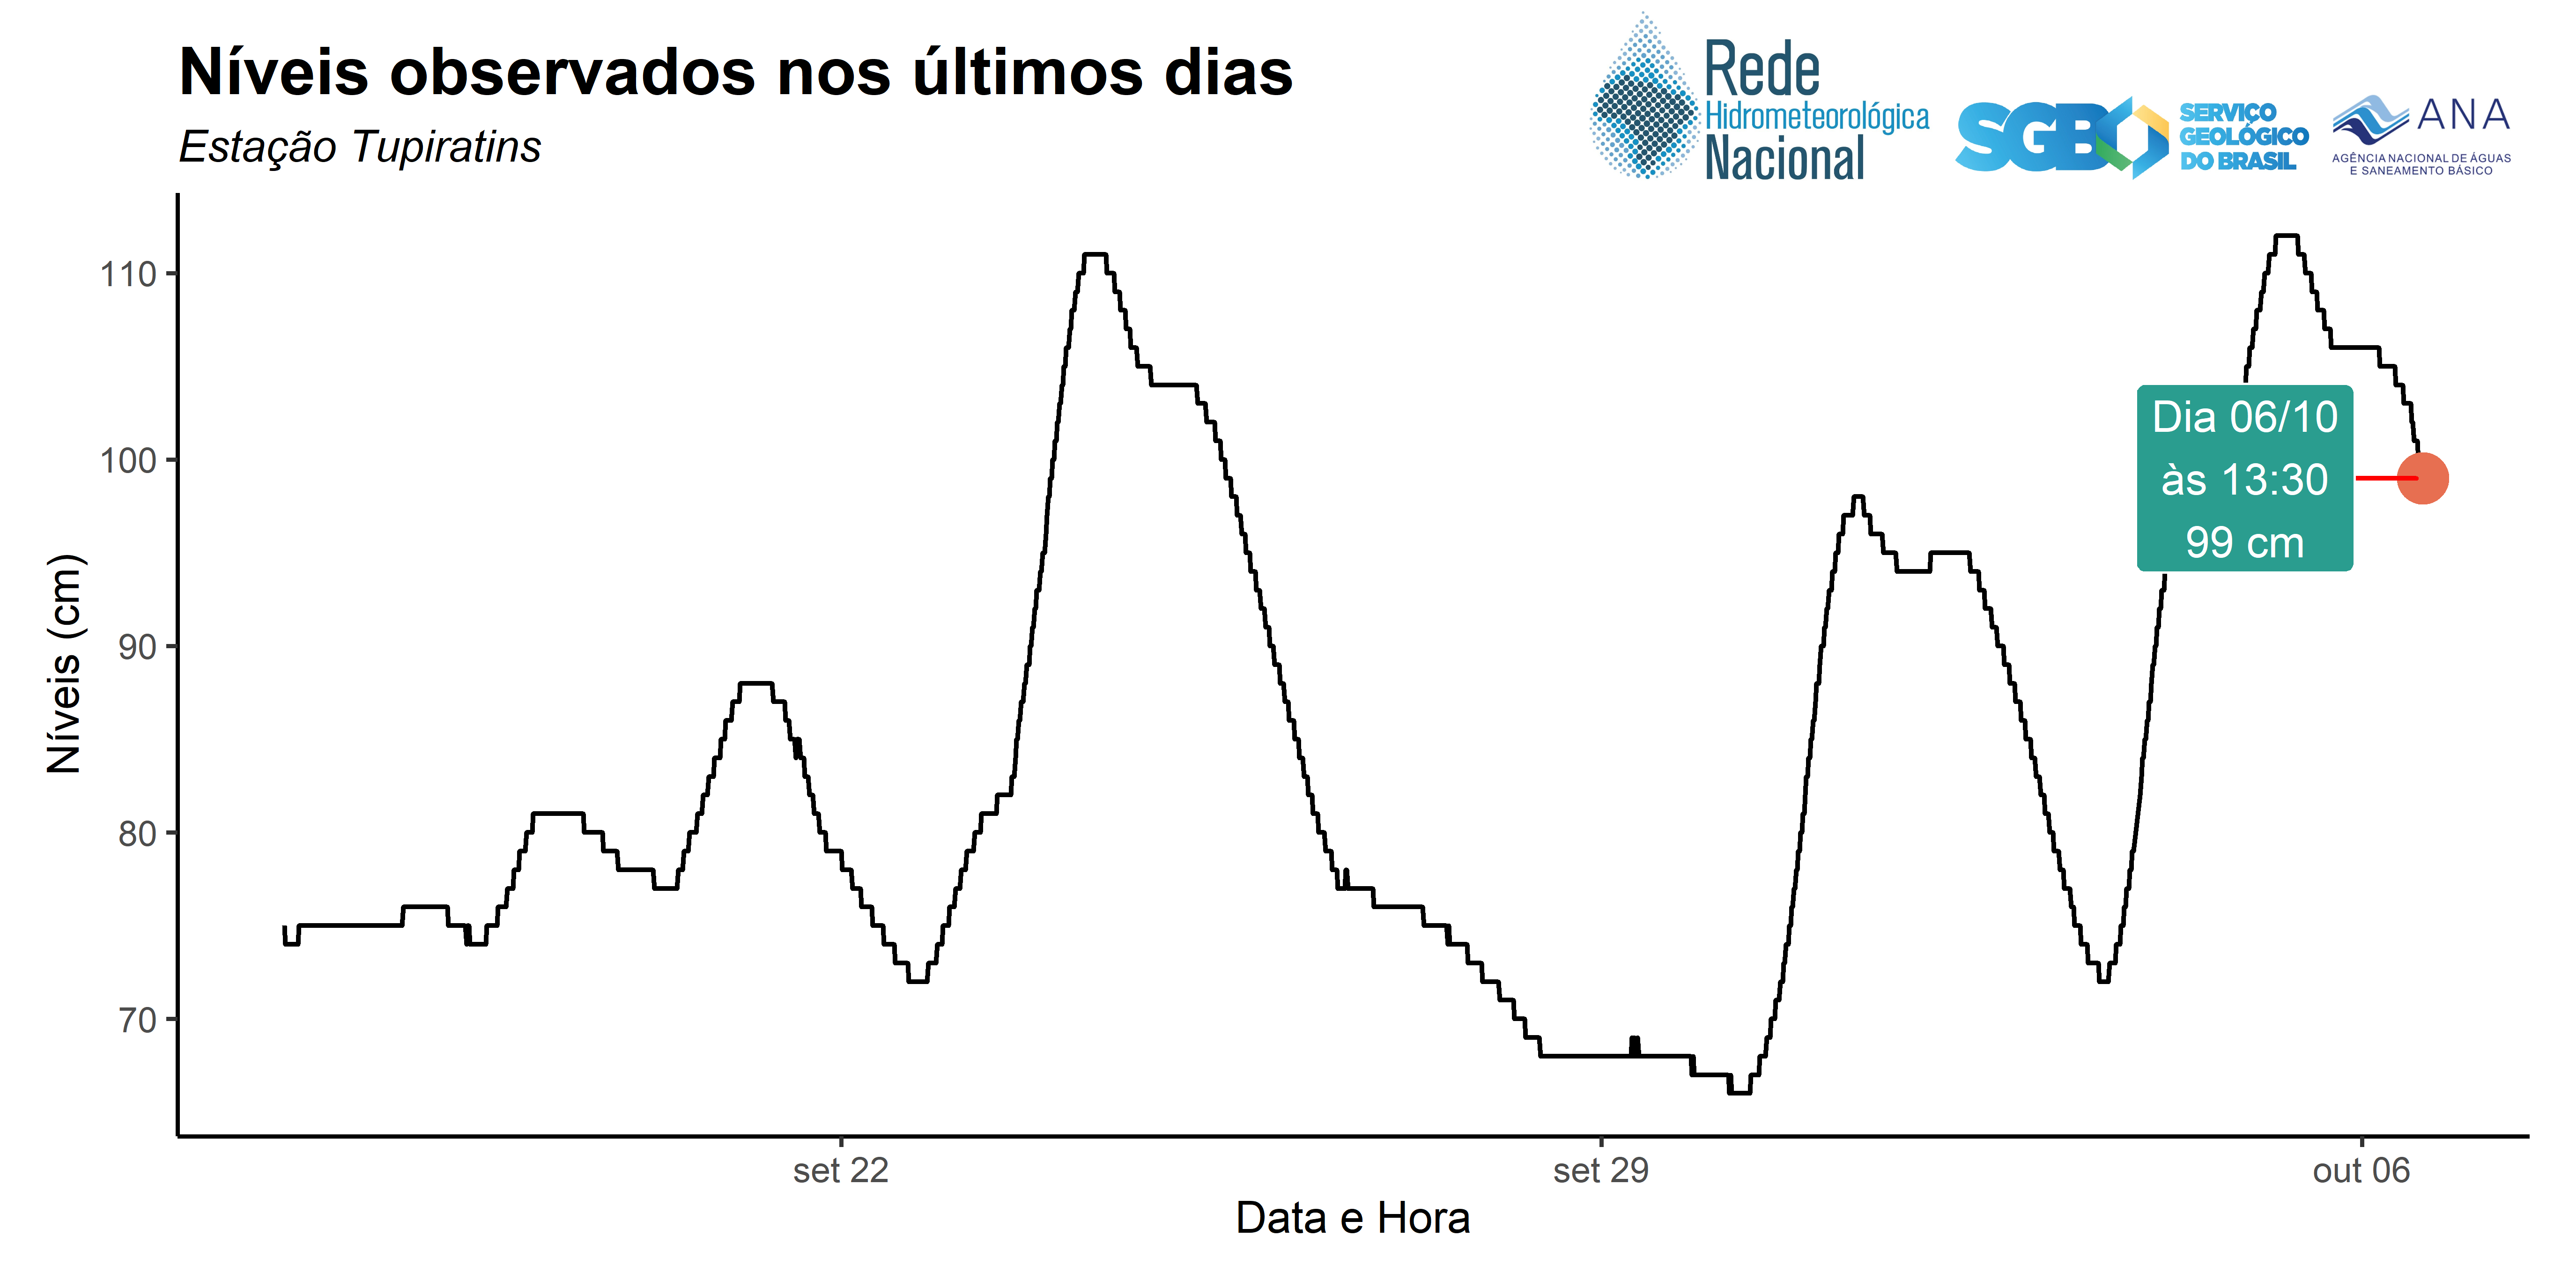 Níveis observados nos últimos dias
Estação Tupiratins
Rede
Hidrometeorológica
Nacional
SGB
SERVIÇO
GEOLÓGICO
DO BRASIL
ANA
AGÊNCIA NACIONAL DE ÁGUAS
E SANEAMENTO BÁSICO
Níveis (cm)
110
100
90
80
70
Dia 06/10
às 13:30
99 cm
set 22
set 29
out 06
Data e Hora